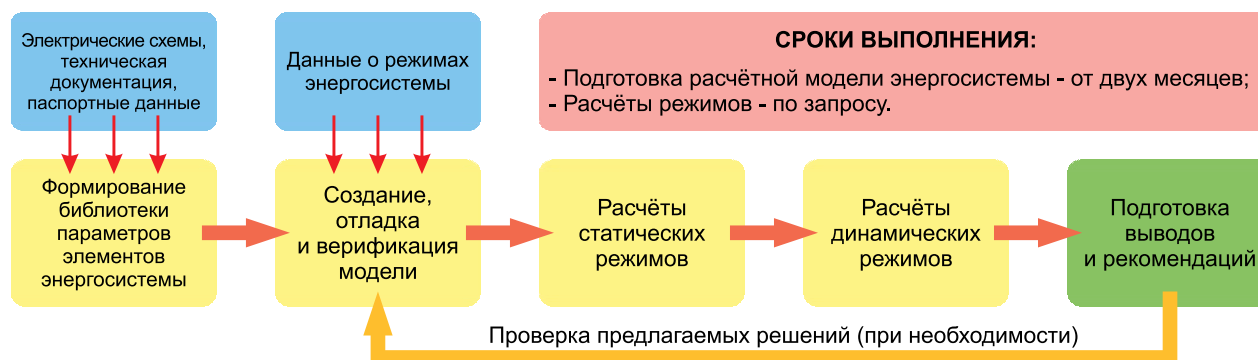 Электрические схемы,
техническая
документация,
паспортные данные
Данные о режимах
энергосистемы
СРОКИ ВЫПОЛНЕНИЯ:
- Подготовка расчётной модели энергосистемы - от двух месяцев;
- Расчёты режимов - по запросу.
Формирование
библиотеки
параметров
элементов
энергосистемы
Создание,
отладка
и верификация
модели
Расчёты
статических
режимов
Расчёты
динамических
режимов
Подготовка
выводов
и рекомендаций
Проверка предлагаемых решений (при необходимости)